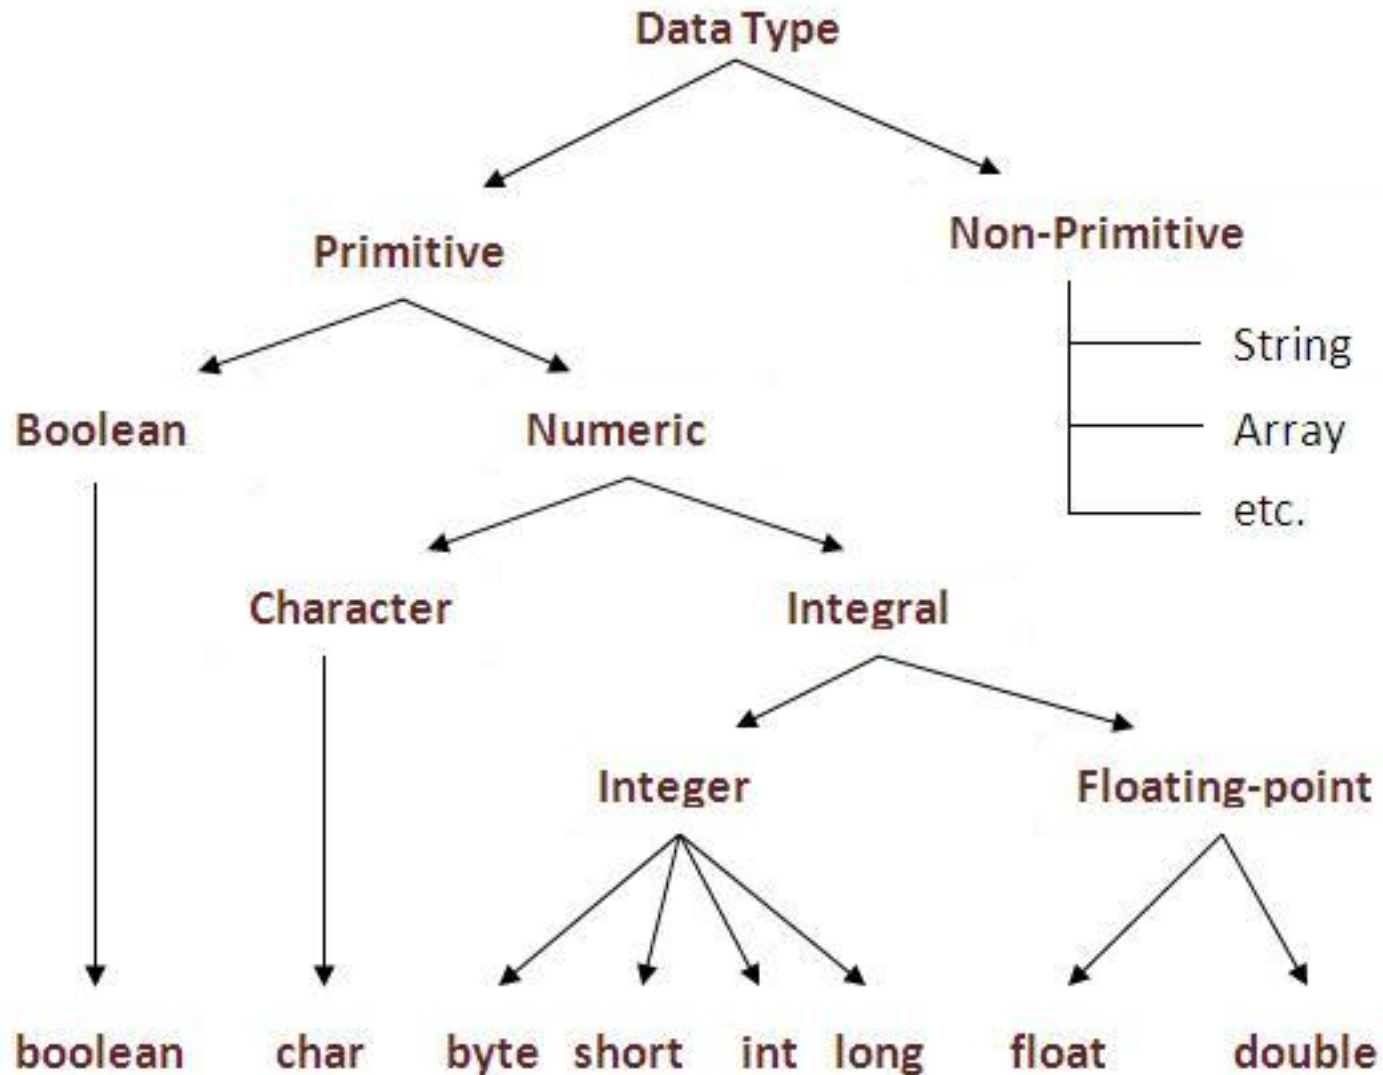 Data Type
Primitive
Non-Primitive
String
Array
etc.
Boolean
Numeric
Character
Integral
Integer
Floating-point
boolean char byte short int long float double